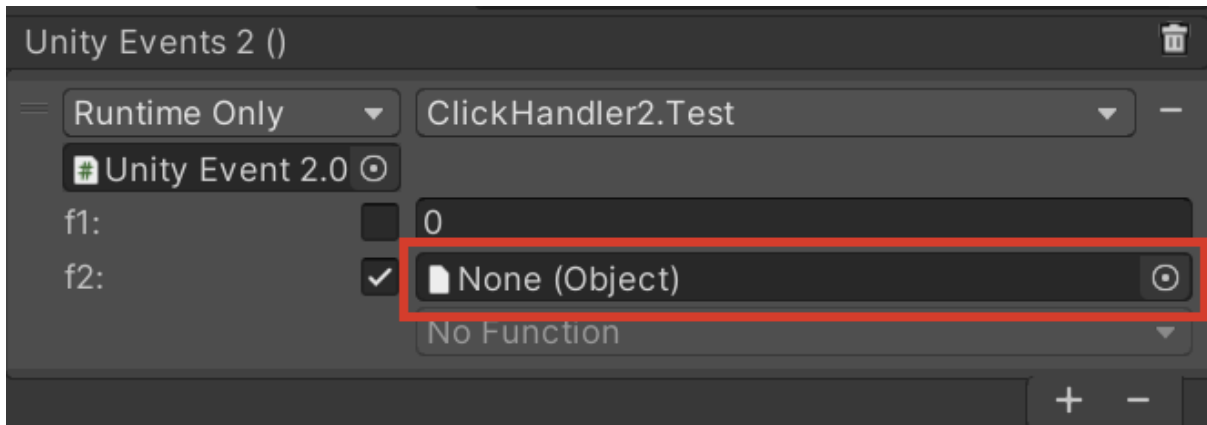 Unity Events 2 ()
Runtime Only ClickHandler2.Test
# Unity Event 2.0
f1: 0
f2: None (Object)
No Function